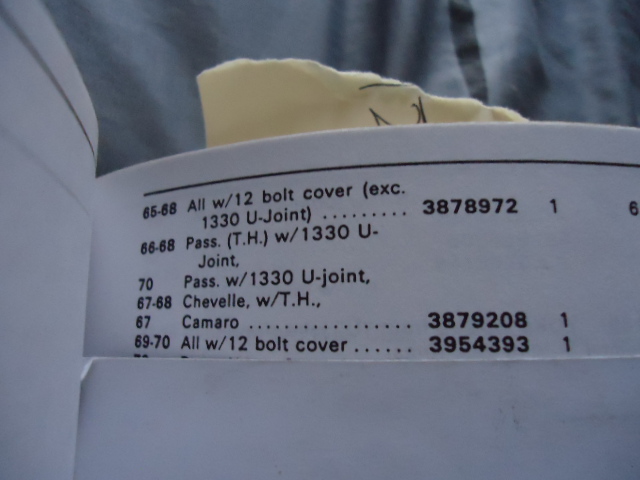 65-68 All w/12 bolt cover (exc.
1330 U-Joint) ......... 3878972 1 6
66-68 Pass. (T.H.) w/1330 U-
Joint,
70 Pass. w/1330 U-joint,
67-68 Chevelle, w/T.H.,
67 Camaro ................. 3879208 1
69-70 All w/12 bolt cover ...... 3954393 1